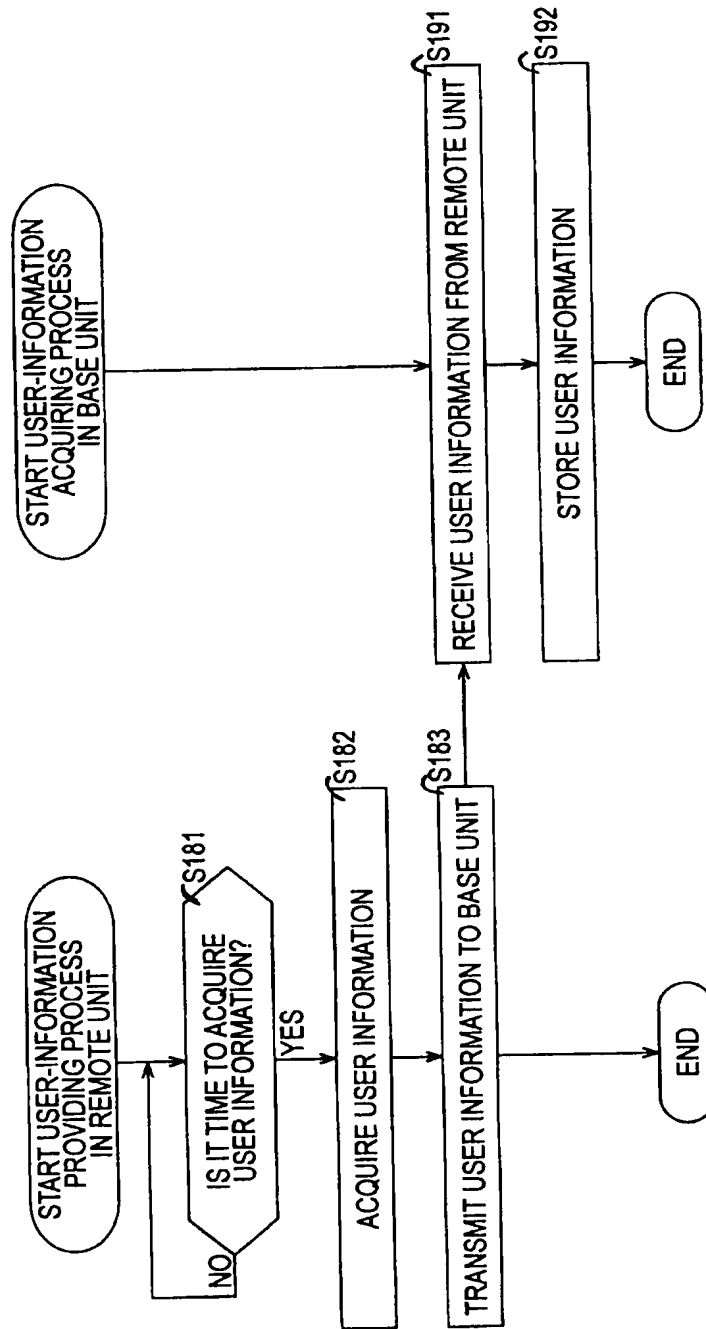 START USER-INFORMATION
PROVIDING PROCESS
IN REMOTE UNIT
NO
IS IT TIME TO ACQUIRE
USER INFORMATION?
S181
YES
ACQUIRE USER INFORMATION
S182
TRANSMIT USER INFORMATION TO BASE UNIT
S183
END
START USER-INFORMATION
ACQUIRING PROCESS
IN BASE UNIT
RECEIVE USER INFORMATION FROM REMOTE UNIT
S191
STORE USER INFORMATION
S192
END